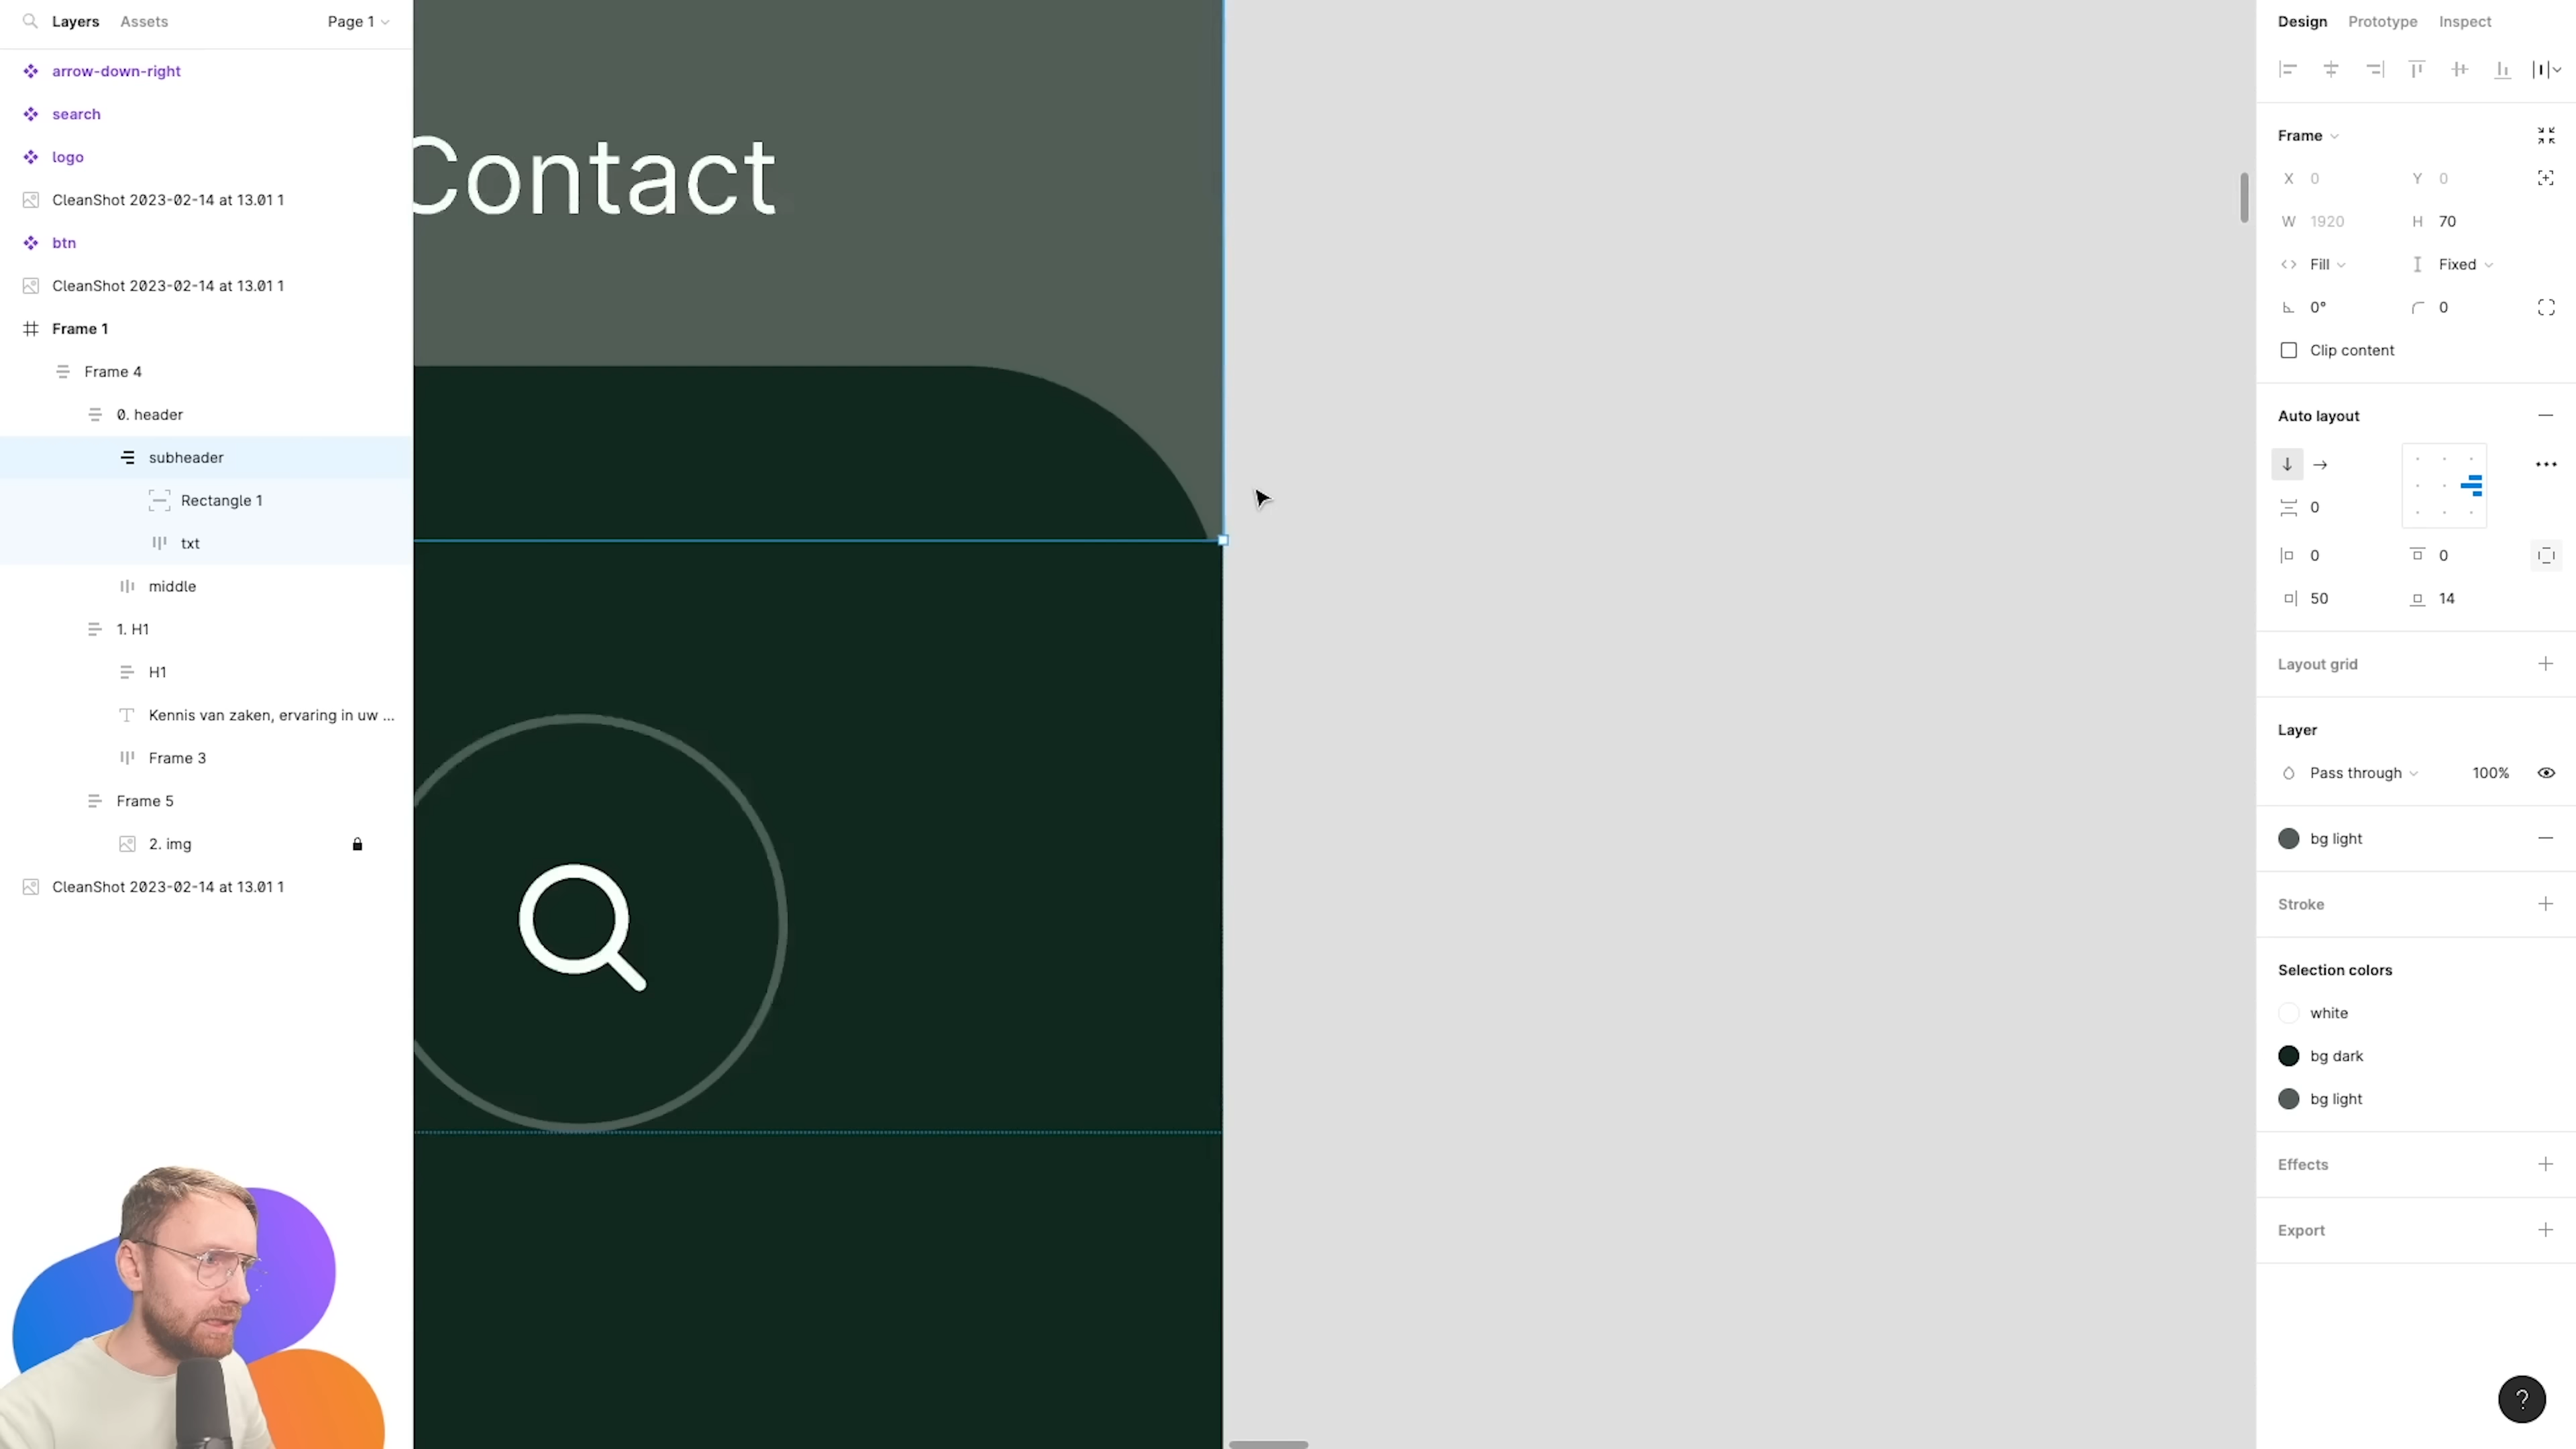 Layers Assets Page 1
arrow-down-right
search
logo
CleanShot 2023-02-14 at 13.01 1
btn
CleanShot 2023-02-14 at 13.01 1
Frame 1
Frame 4
0. header
subheader
Rectangle 1
txt
middle
1. H1
H1
Kennis van zaken, ervaring in uw ...
Frame 3
Frame 5
2. img
CleanShot 2023-02-14 at 13.01 1
Contact
Design Prototype Inspect
Frame
X 0 Y 0
W 1920 H 70
Fill Fixed
0° 0
Clip content
Auto layout
0
0 0
50 14
Layout grid
Layer
Pass through 100%
bg light
Stroke
Selection colors
white
bg dark
bg light
Effects
Export
?